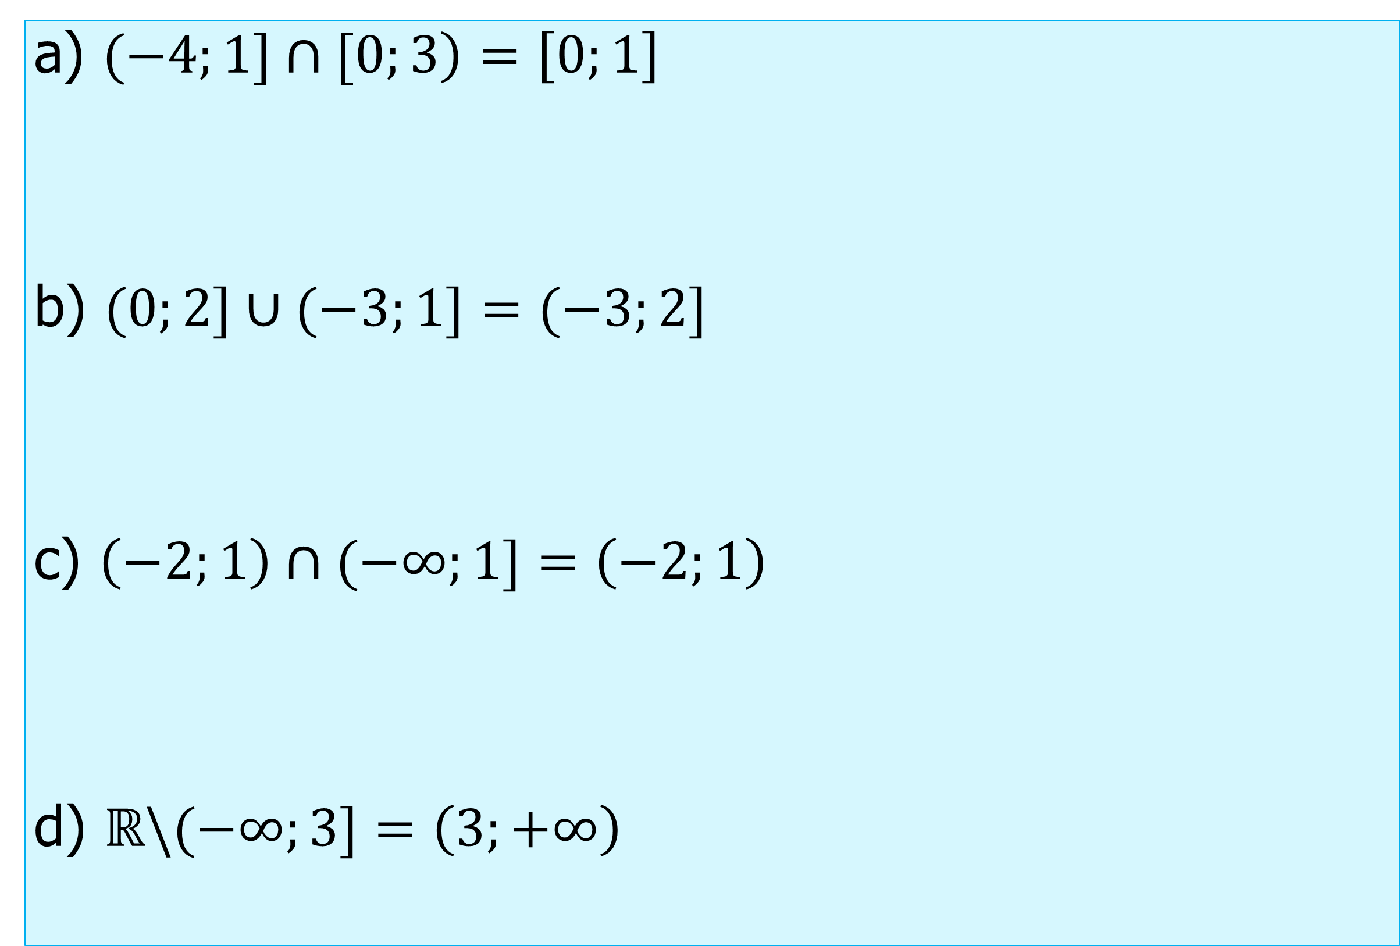 a) (−4; 1] ∩ [0; 3) = [0; 1]
b) (0; 2] ∪ (−3; 1] = (−3; 2]
c) (−2; 1) ∩ (−∞; 1] = (−2; 1)
d) ℝ\(−∞; 3] = (3; +∞)